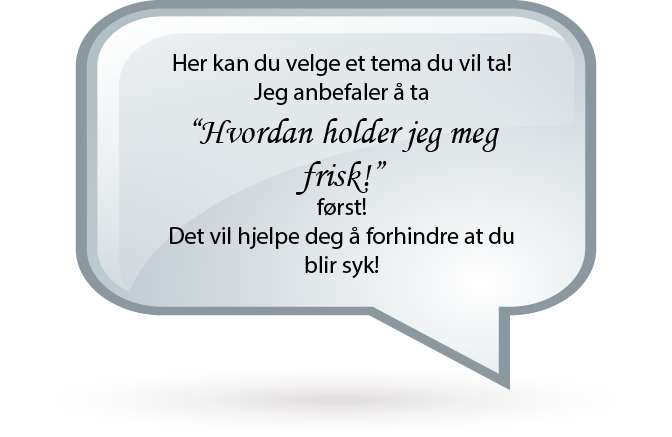 Her kan du velge et tema du vil ta!
Jeg anbefaler å ta
“Hvordan holder jeg meg
frisk!”
først!
Det vil hjelpe deg å forhindre at du
blir syk!